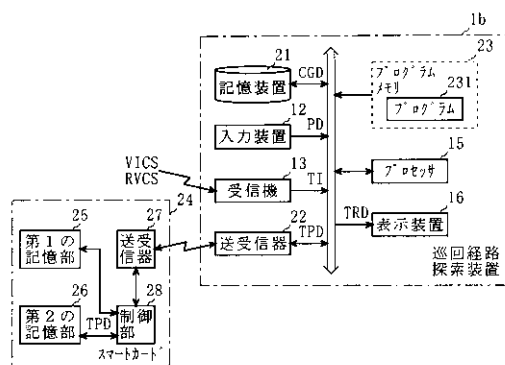 1b
23
21
CGD
記憶装置
ﾌﾟﾛｸﾞﾗﾑ
ﾒﾓﾘ
231
ﾌﾟﾛｸﾞﾗﾑ
12
PD
入力装置
15
VICS
RVCS
13
TI
受信機
ﾌﾟﾛｾｯｻ
24
16
25
27
22
TRD
表示装置
第1の
記憶部
送受
信器
送受信器
TPD
巡回経路
探索装置
26
28
第2の
記憶部
TPD
制御
部
ｽﾏｰﾄｶｰﾄﾞ